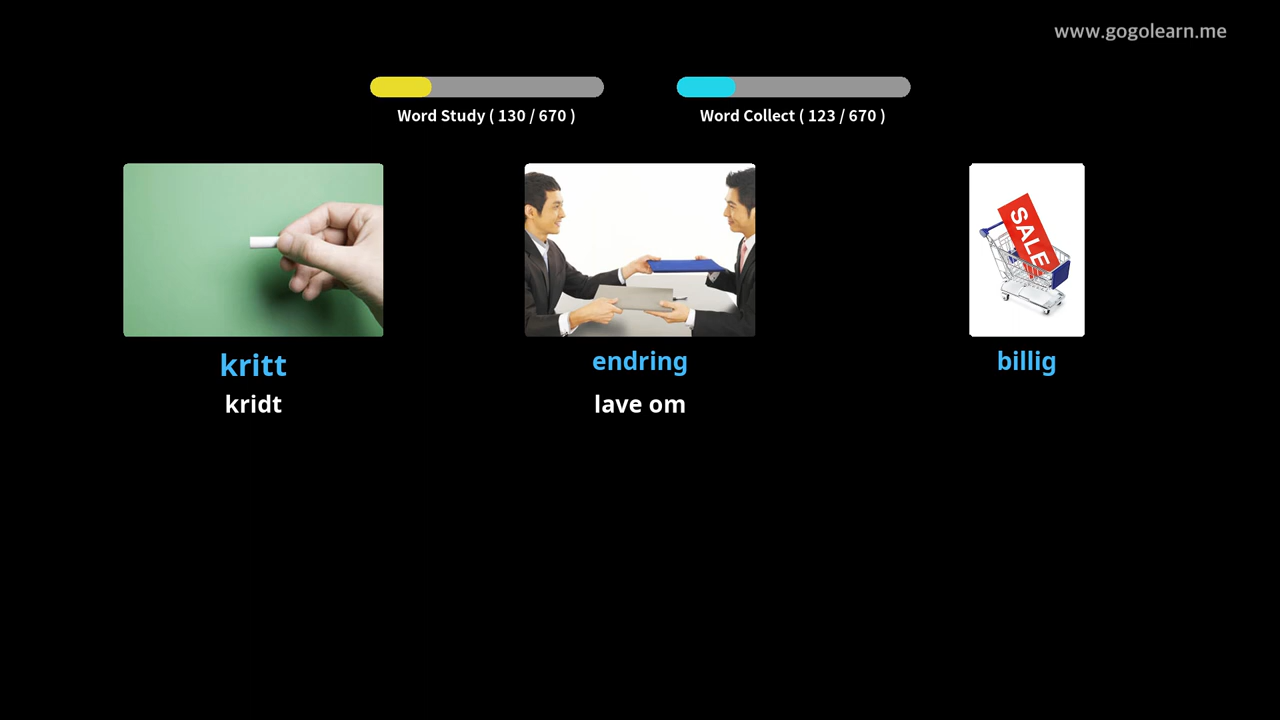 www.gogolearn.me
Word Study ( 130 / 670 )
Word Collect ( 123 / 670 )
SALE
kritt
endring
billig
kridt
lave om